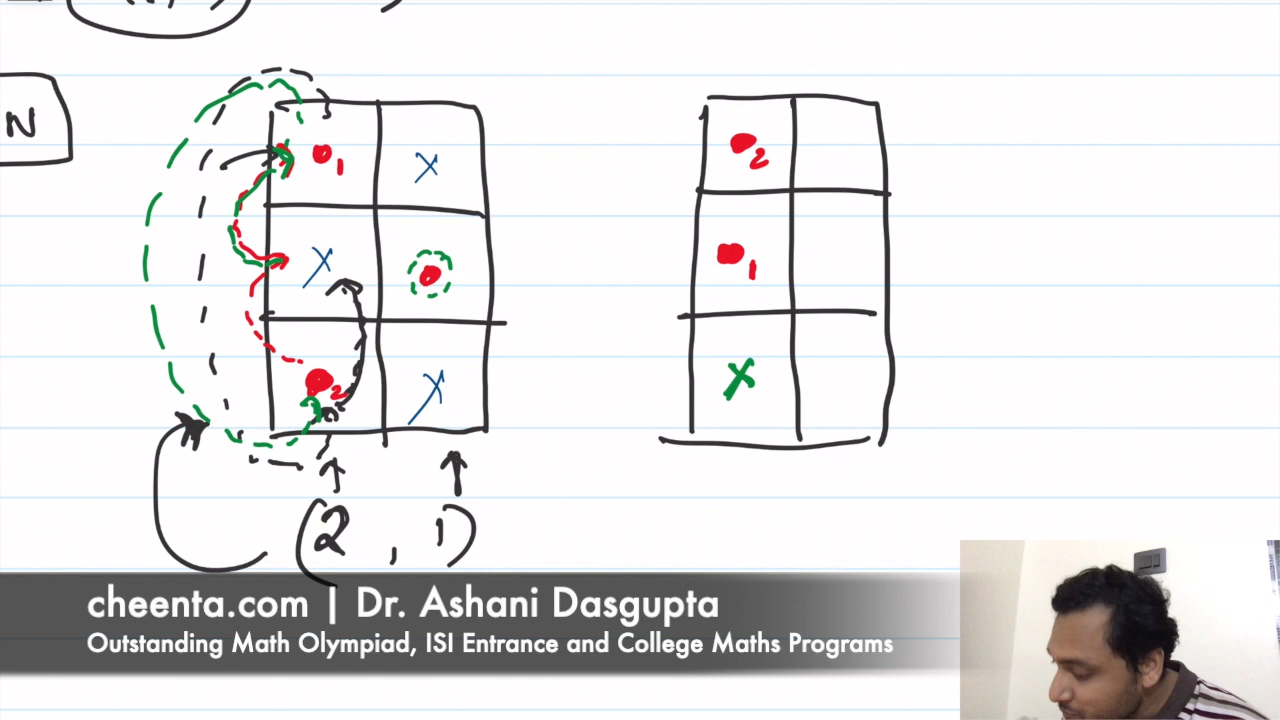 N
1 X
X
2 X
(2 , 1)
2
1
X
cheenta.com | Dr. Ashani Dasgupta
Outstanding Math Olympiad, ISI Entrance and College Maths Programs